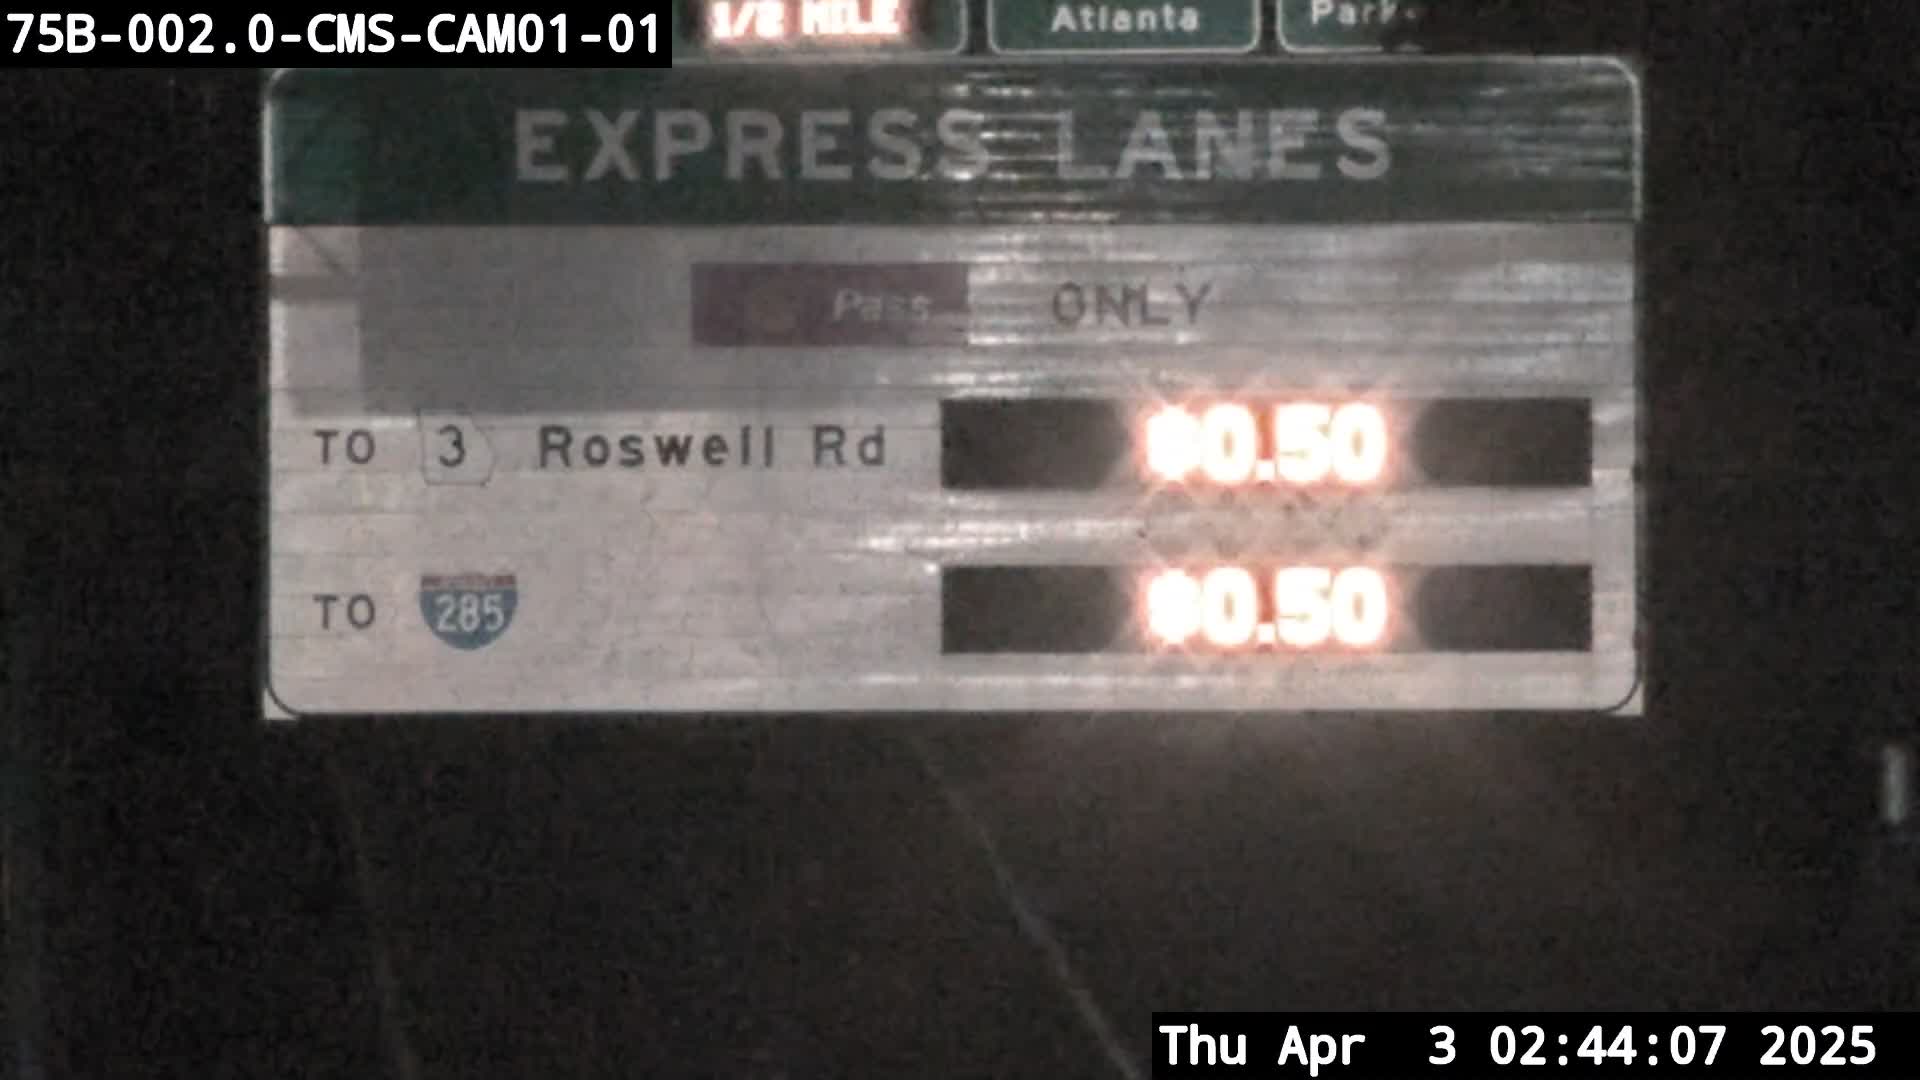 75B-002.0-CMS-CAM01-01
1/2 MILE
Atlanta
Park
EXPRESS LANES
Pass ONLY
TO 3 Roswell Rd $0.50
TO 285 $0.50
Thu Apr 3 02:44:07 2025